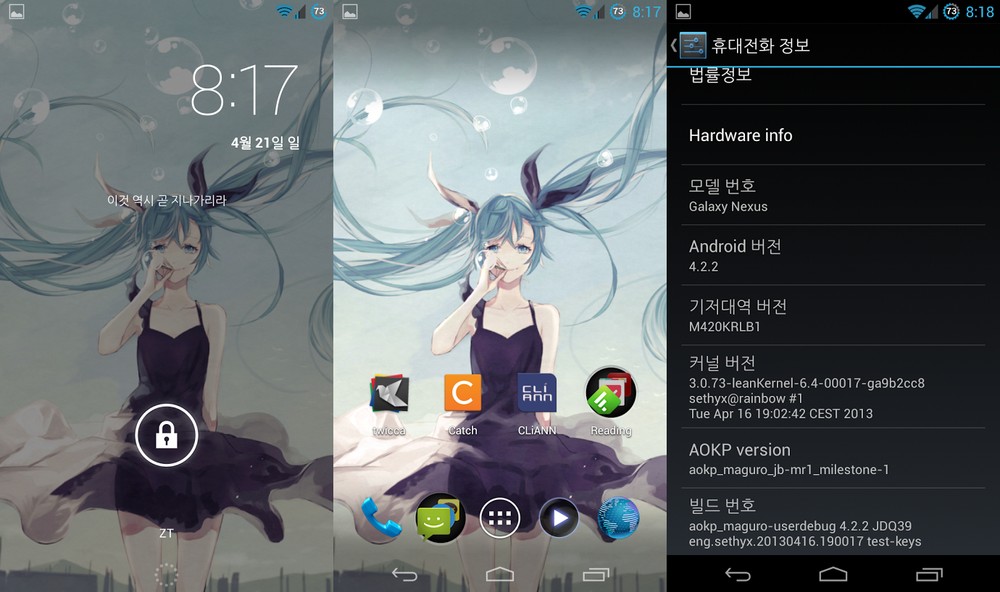 73
8:17
4월 21일 일
이것 역시 곧 지나가리라
ZT
73 8:17
twicca
Catch
CLiANN
CLiANN
Reading
73 8:18
휴대전화 정보
법률정보
Hardware info
모델 번호
Galaxy Nexus
Android 버전
4.2.2
기저대역 버전
M420KRLB1
커널 버전
3.0.73-leanKernel-6.4-00017-ga9b2cc8
sethyx@rainbow #1
Tue Apr 16 19:02:42 CEST 2013
AOKP version
aokp_maguro_jb-mr1_milestone-1
빌드 번호
aokp_maguro-userdebug 4.2.2 JDQ39
eng.sethyx.20130416.190017 test-keys